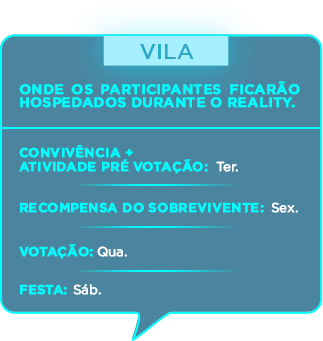 VILA
ONDE OS PARTICIPANTES FICARÃO
HOSPEDADOS DURANTE O REALITY.
CONVIVÊNCIA +
ATIVIDADE PRÉ VOTAÇÃO: Ter.
RECOMPENSA DO SOBREVIVENTE: Sex.
VOTAÇÃO: Qua.
FESTA: Sáb.